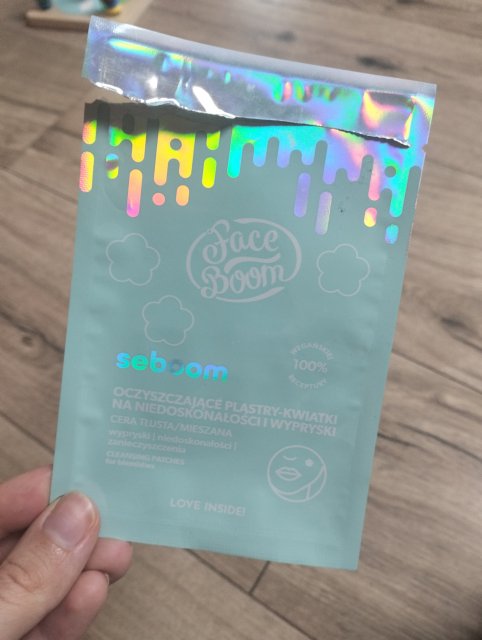 Face
Boom
seboom
WEGAŃSKIEJ
100%
RECEPTURY
OCZYSZCZAJĄCE PLASTRY-KWIATKI
NA NIEDOSKONAŁOŚCI I WYPRYSKI
CERA TŁUSTA/MIESZANA
wypryski | niedoskonałości |
zanieczyszczenia
CLEANSING PATCHES
for blemishes
LOVE INSIDE!